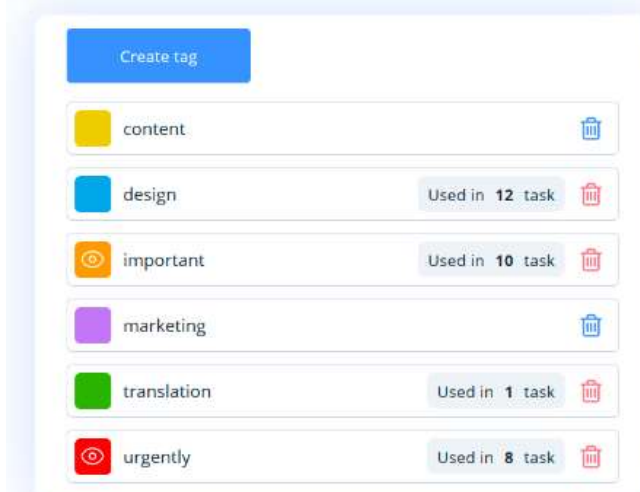 Create tag
content
design Used in 12 task
important Used in 10 task
marketing
translation Used in 1 task
urgently Used in 8 task